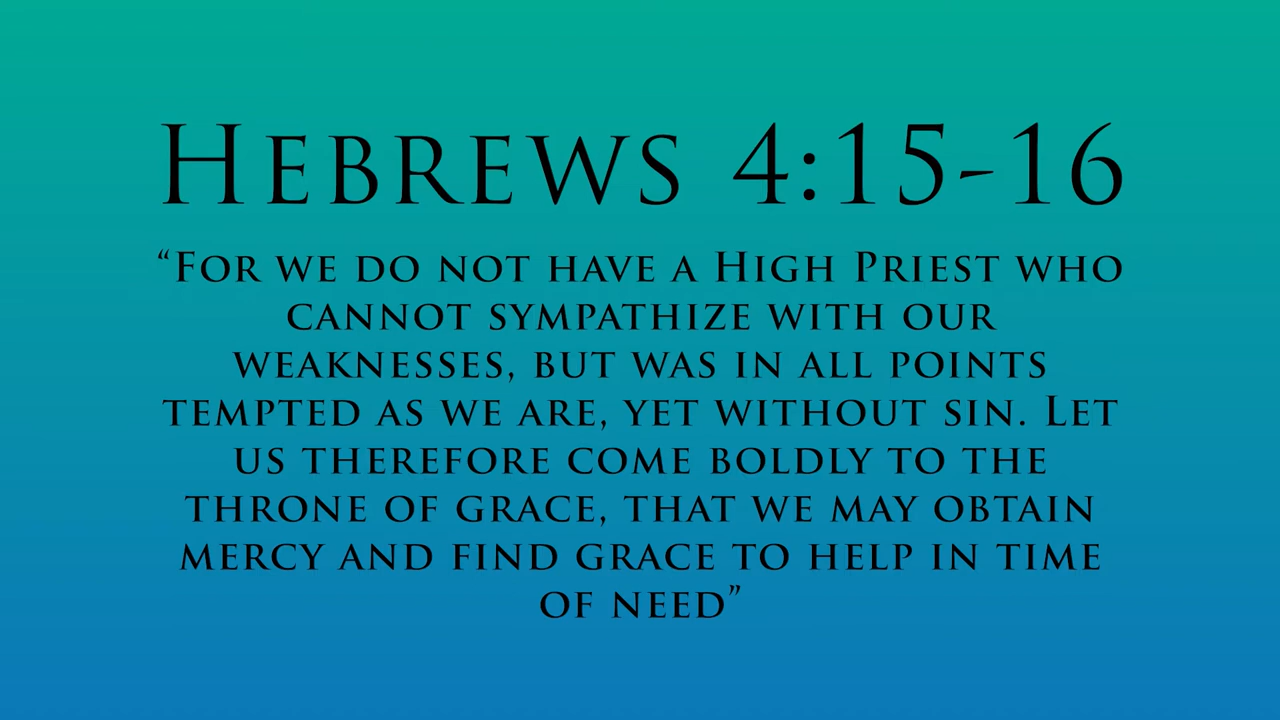 Hebrews 4:15-16
“For we do not have a High Priest who
cannot sympathize with our
weaknesses, but was in all points
tempted as we are, yet without sin. Let
us therefore come boldly to the
throne of grace, that we may obtain
mercy and find grace to help in time
of need”